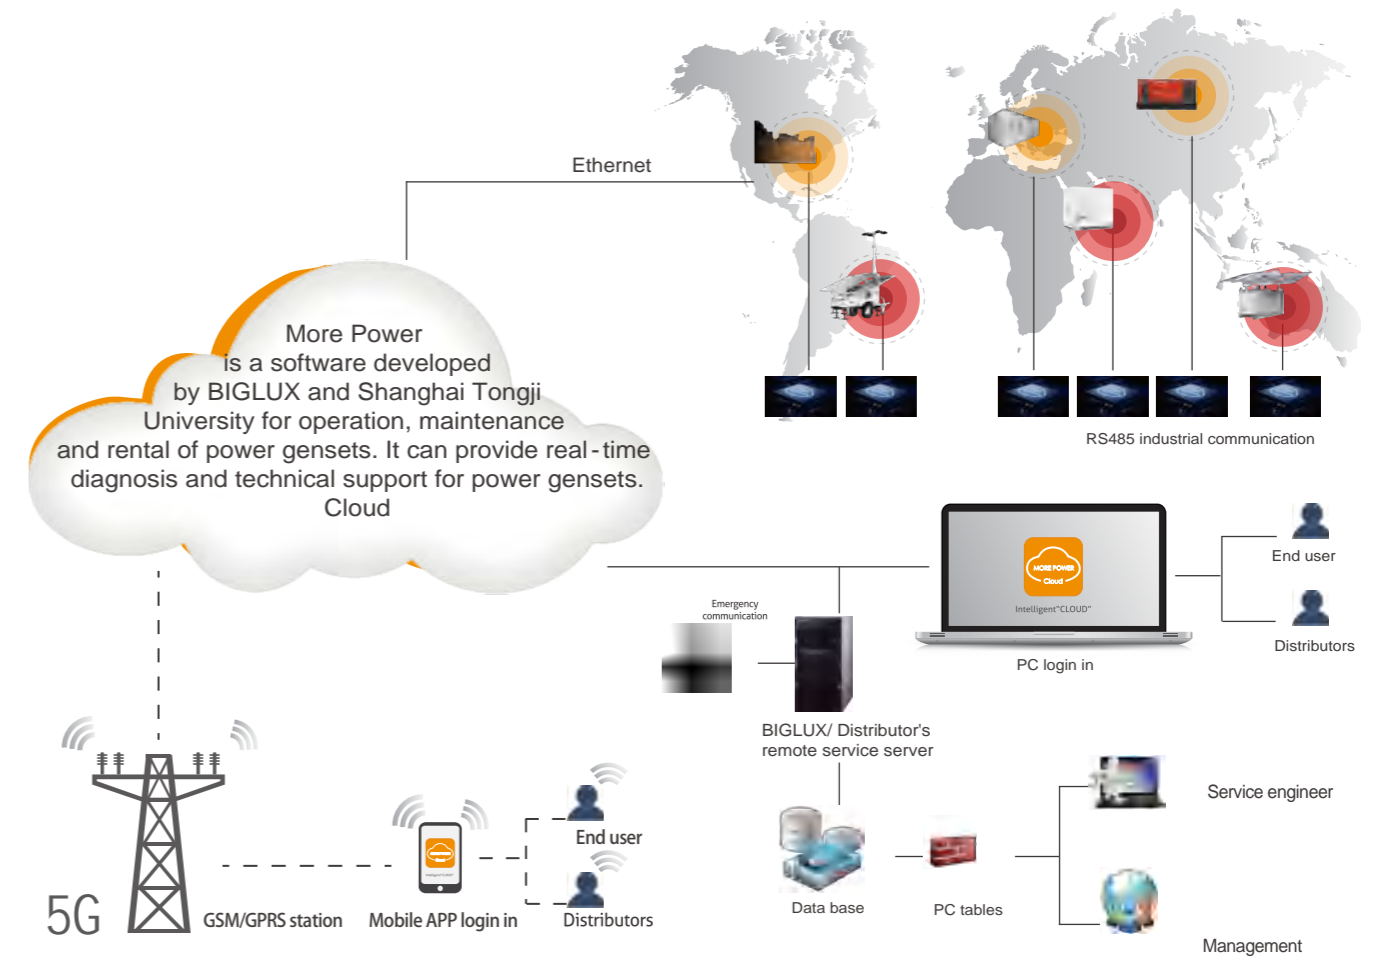 Ethernet
More Power
is a software developed
by BIGLUX and Shanghai Tongji
University for operation, maintenance
and rental of power gensets. It can provide real-time
diagnosis and technical support for power gensets.
Cloud
RS485 industrial communication
MORE POWER
Cloud
Intelligent"CLOUD"
PC login in
End user
Distributors
Emergency
communication
BIGLUX/ Distributor's
remote service server
Data base
PC tables
Service engineer
Management
5G
GSM/GPRS station
Intelligent"CLOUD"
Mobile APP login in
End user
Distributors